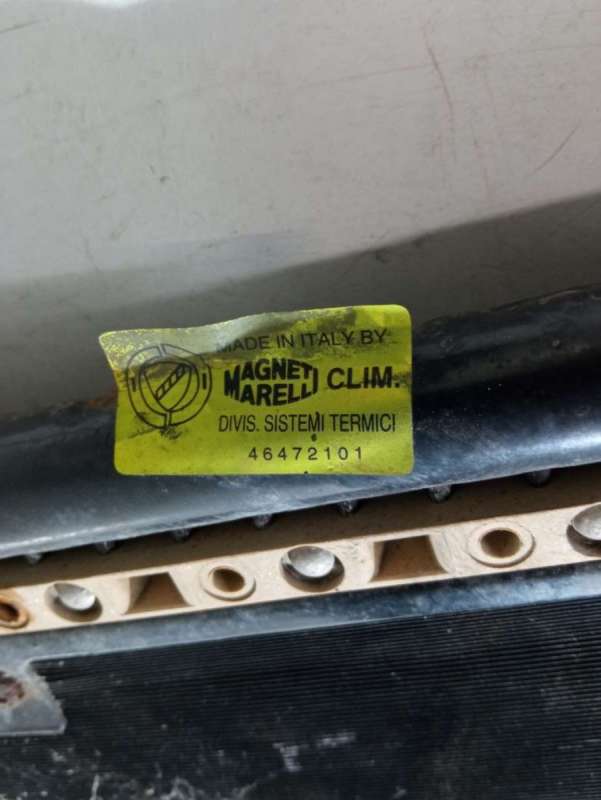 MADE IN ITALY BY
MAGNETI
MARELLI CLIM.
DIVIS. SISTEMI TERMICI
46472101